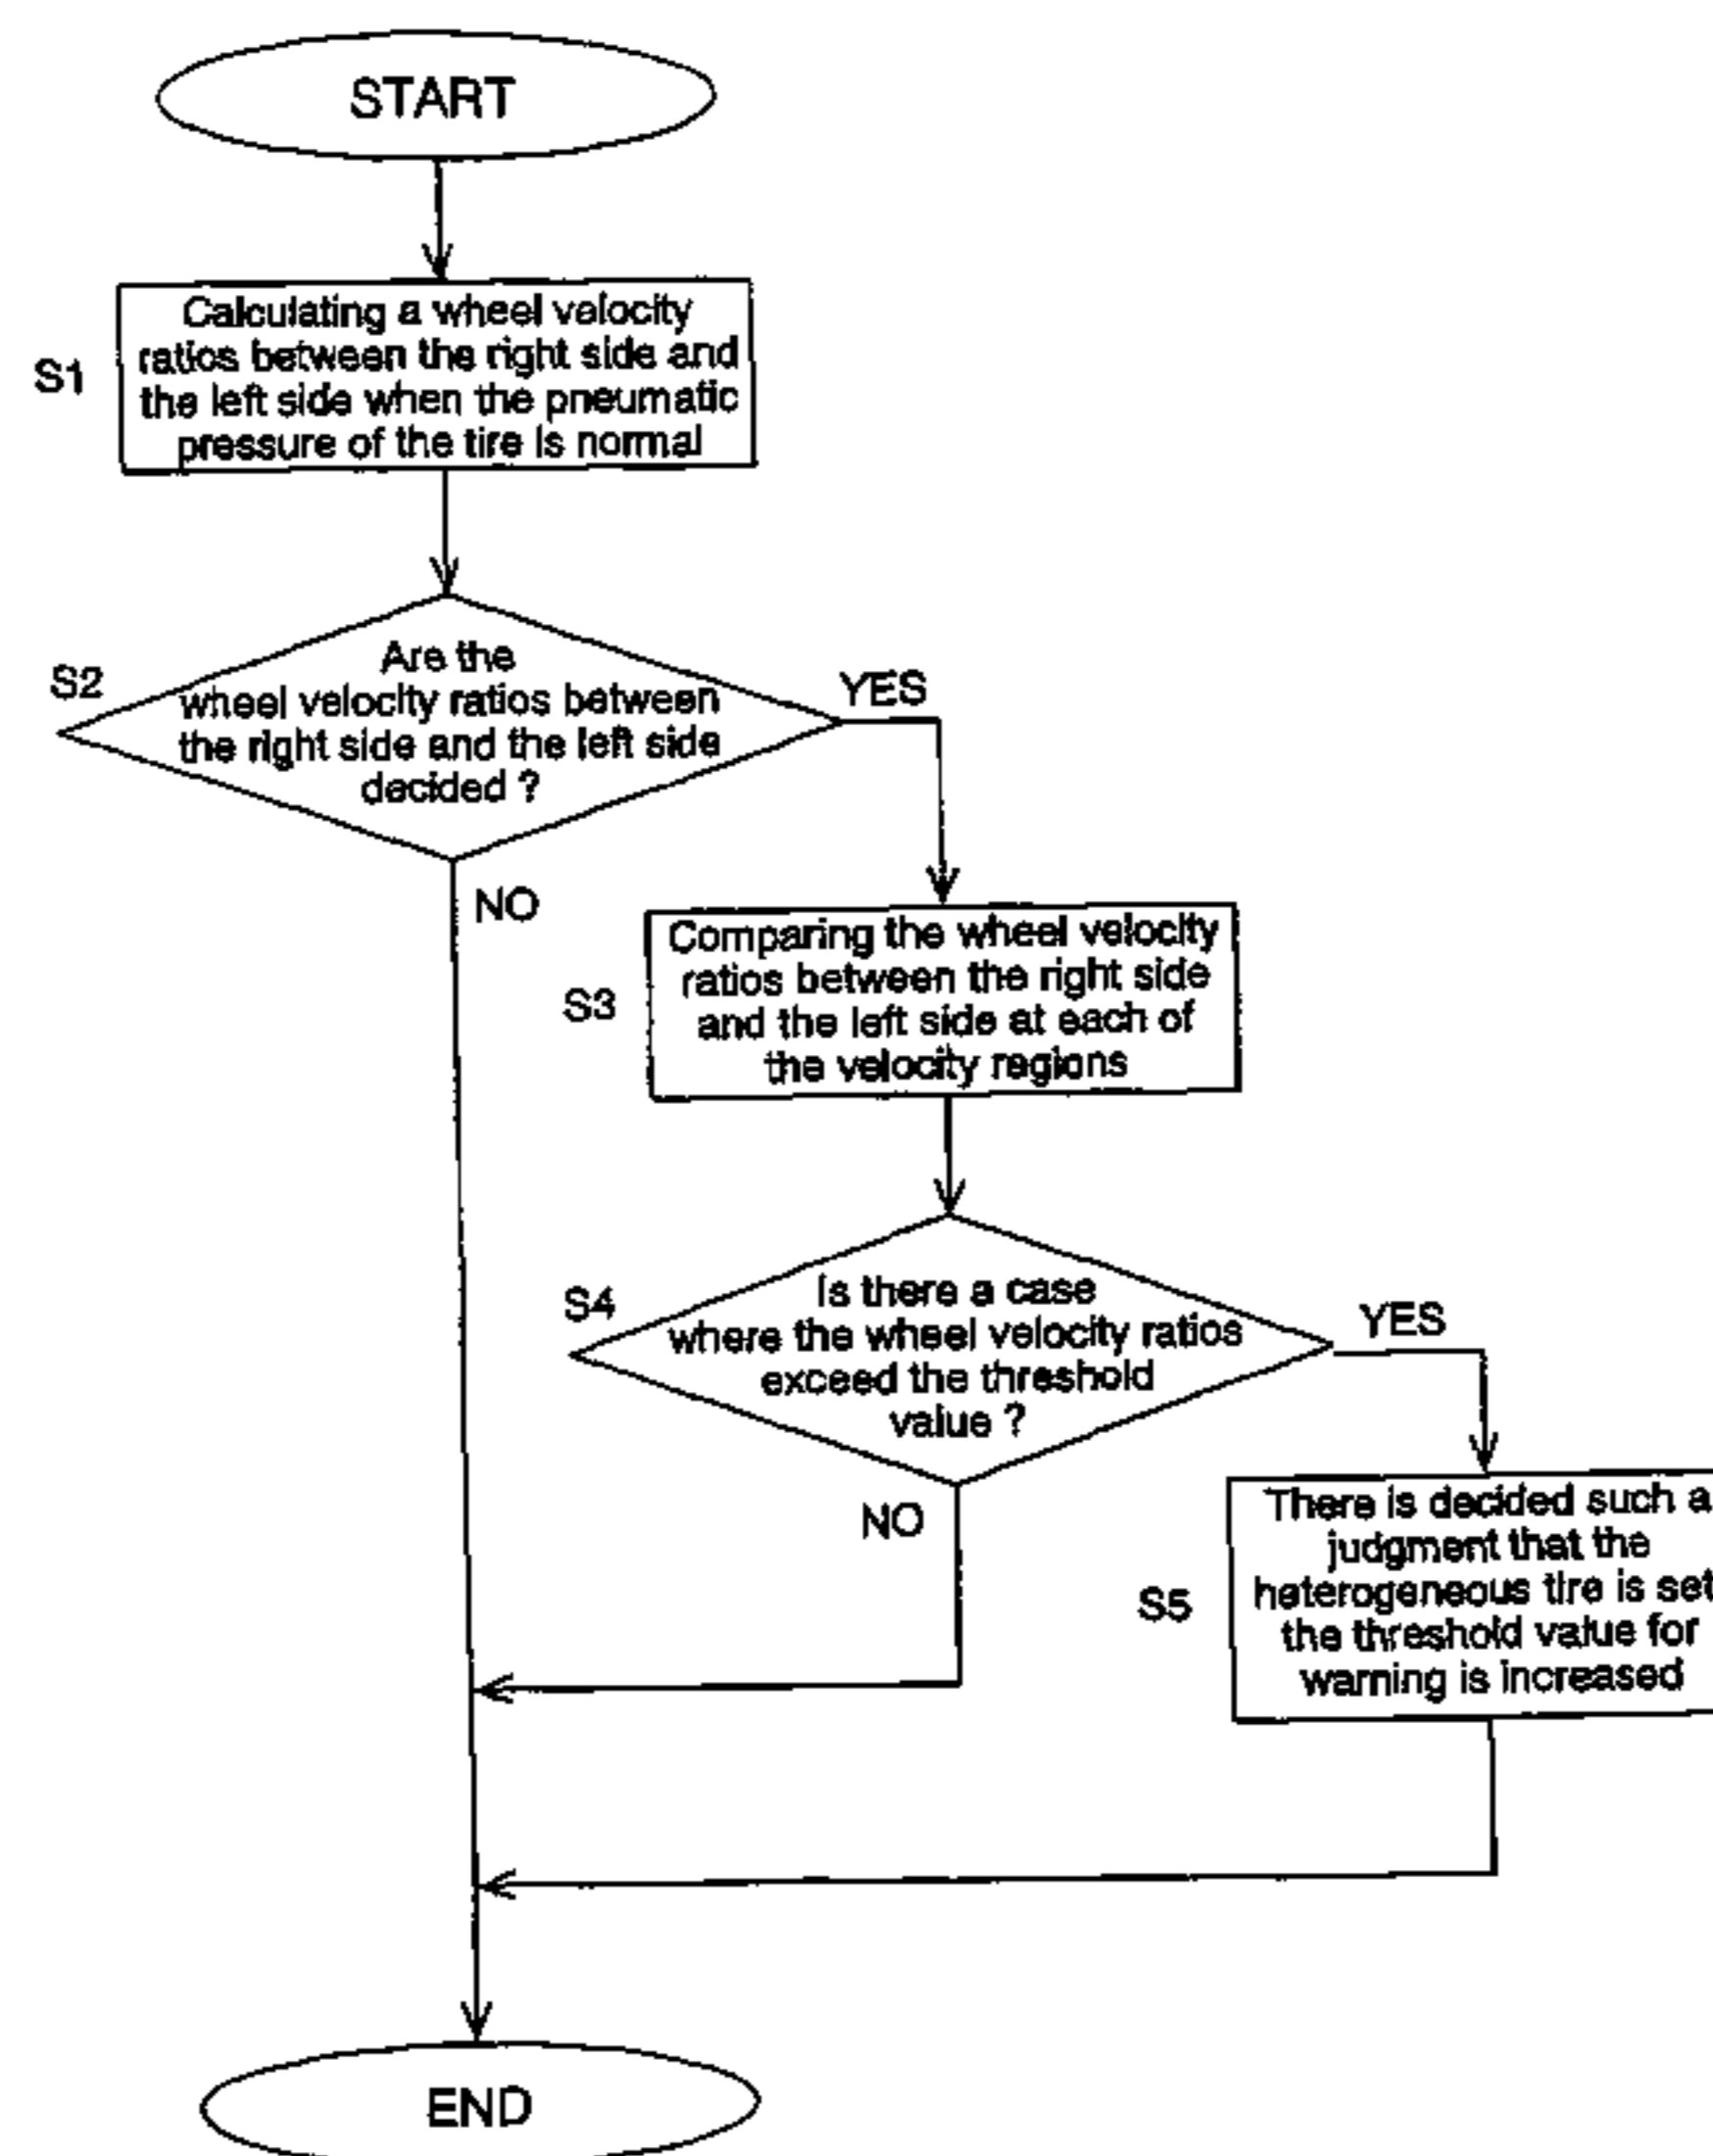 START
S1
Calculating a wheel velocity
ratios between the right side and
the left side when the pneumatic
pressure of the tire is normal
S2
Are the
wheel velocity ratios between
the right side and the left side
decided ?
YES
NO
S3
Comparing the wheel velocity
ratios between the right side
and the left side at each of
the velocity regions
S4
Is there a case
where the wheel velocity ratios
exceed the threshold
value ?
YES
NO
S5
There is decided such a
judgment that the
heterogeneous tire is set
the threshold value for
warning is increased
END